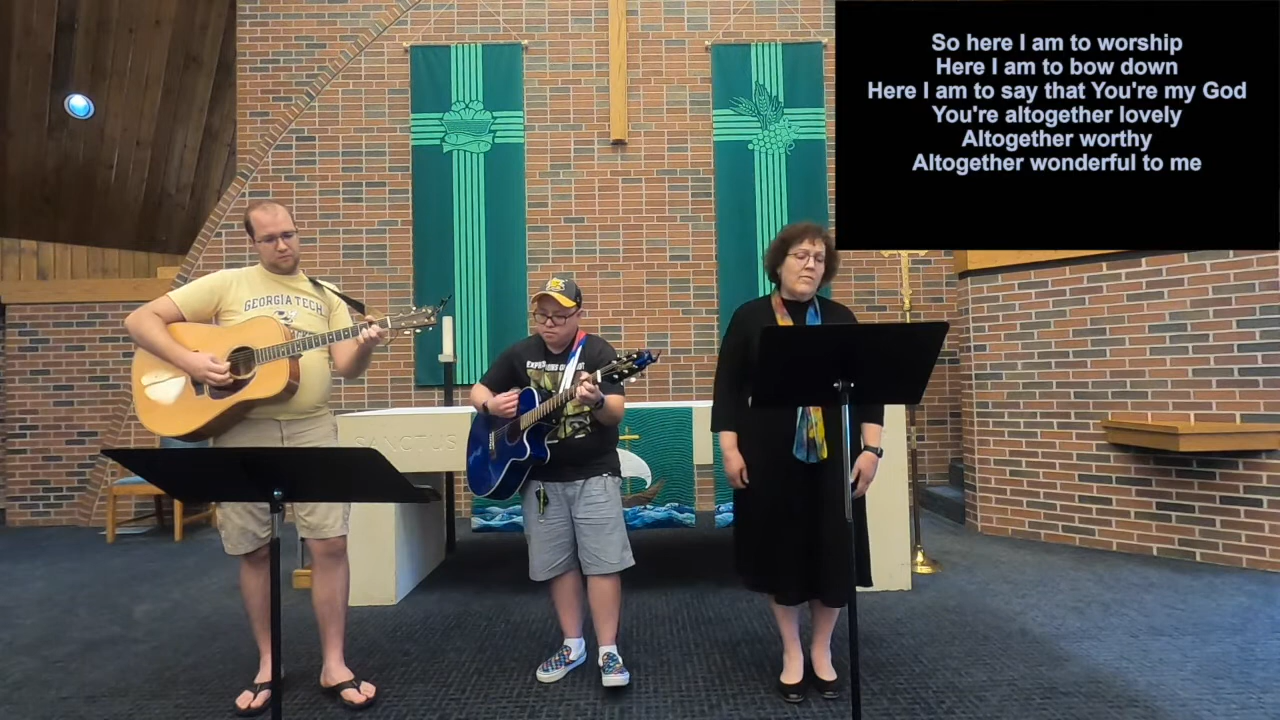 So here I am to worship
Here I am to bow down
Here I am to say that You're my God
You're altogether lovely
Altogether worthy
Altogether wonderful to me
GEORGIA TECH
SANCTUS